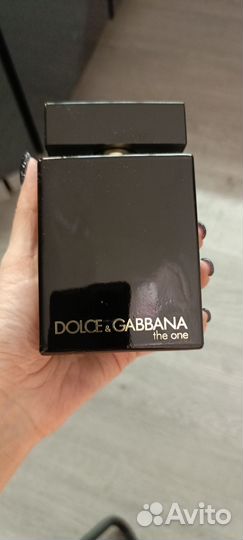 DOLCE & GABBANA
the one
Avito